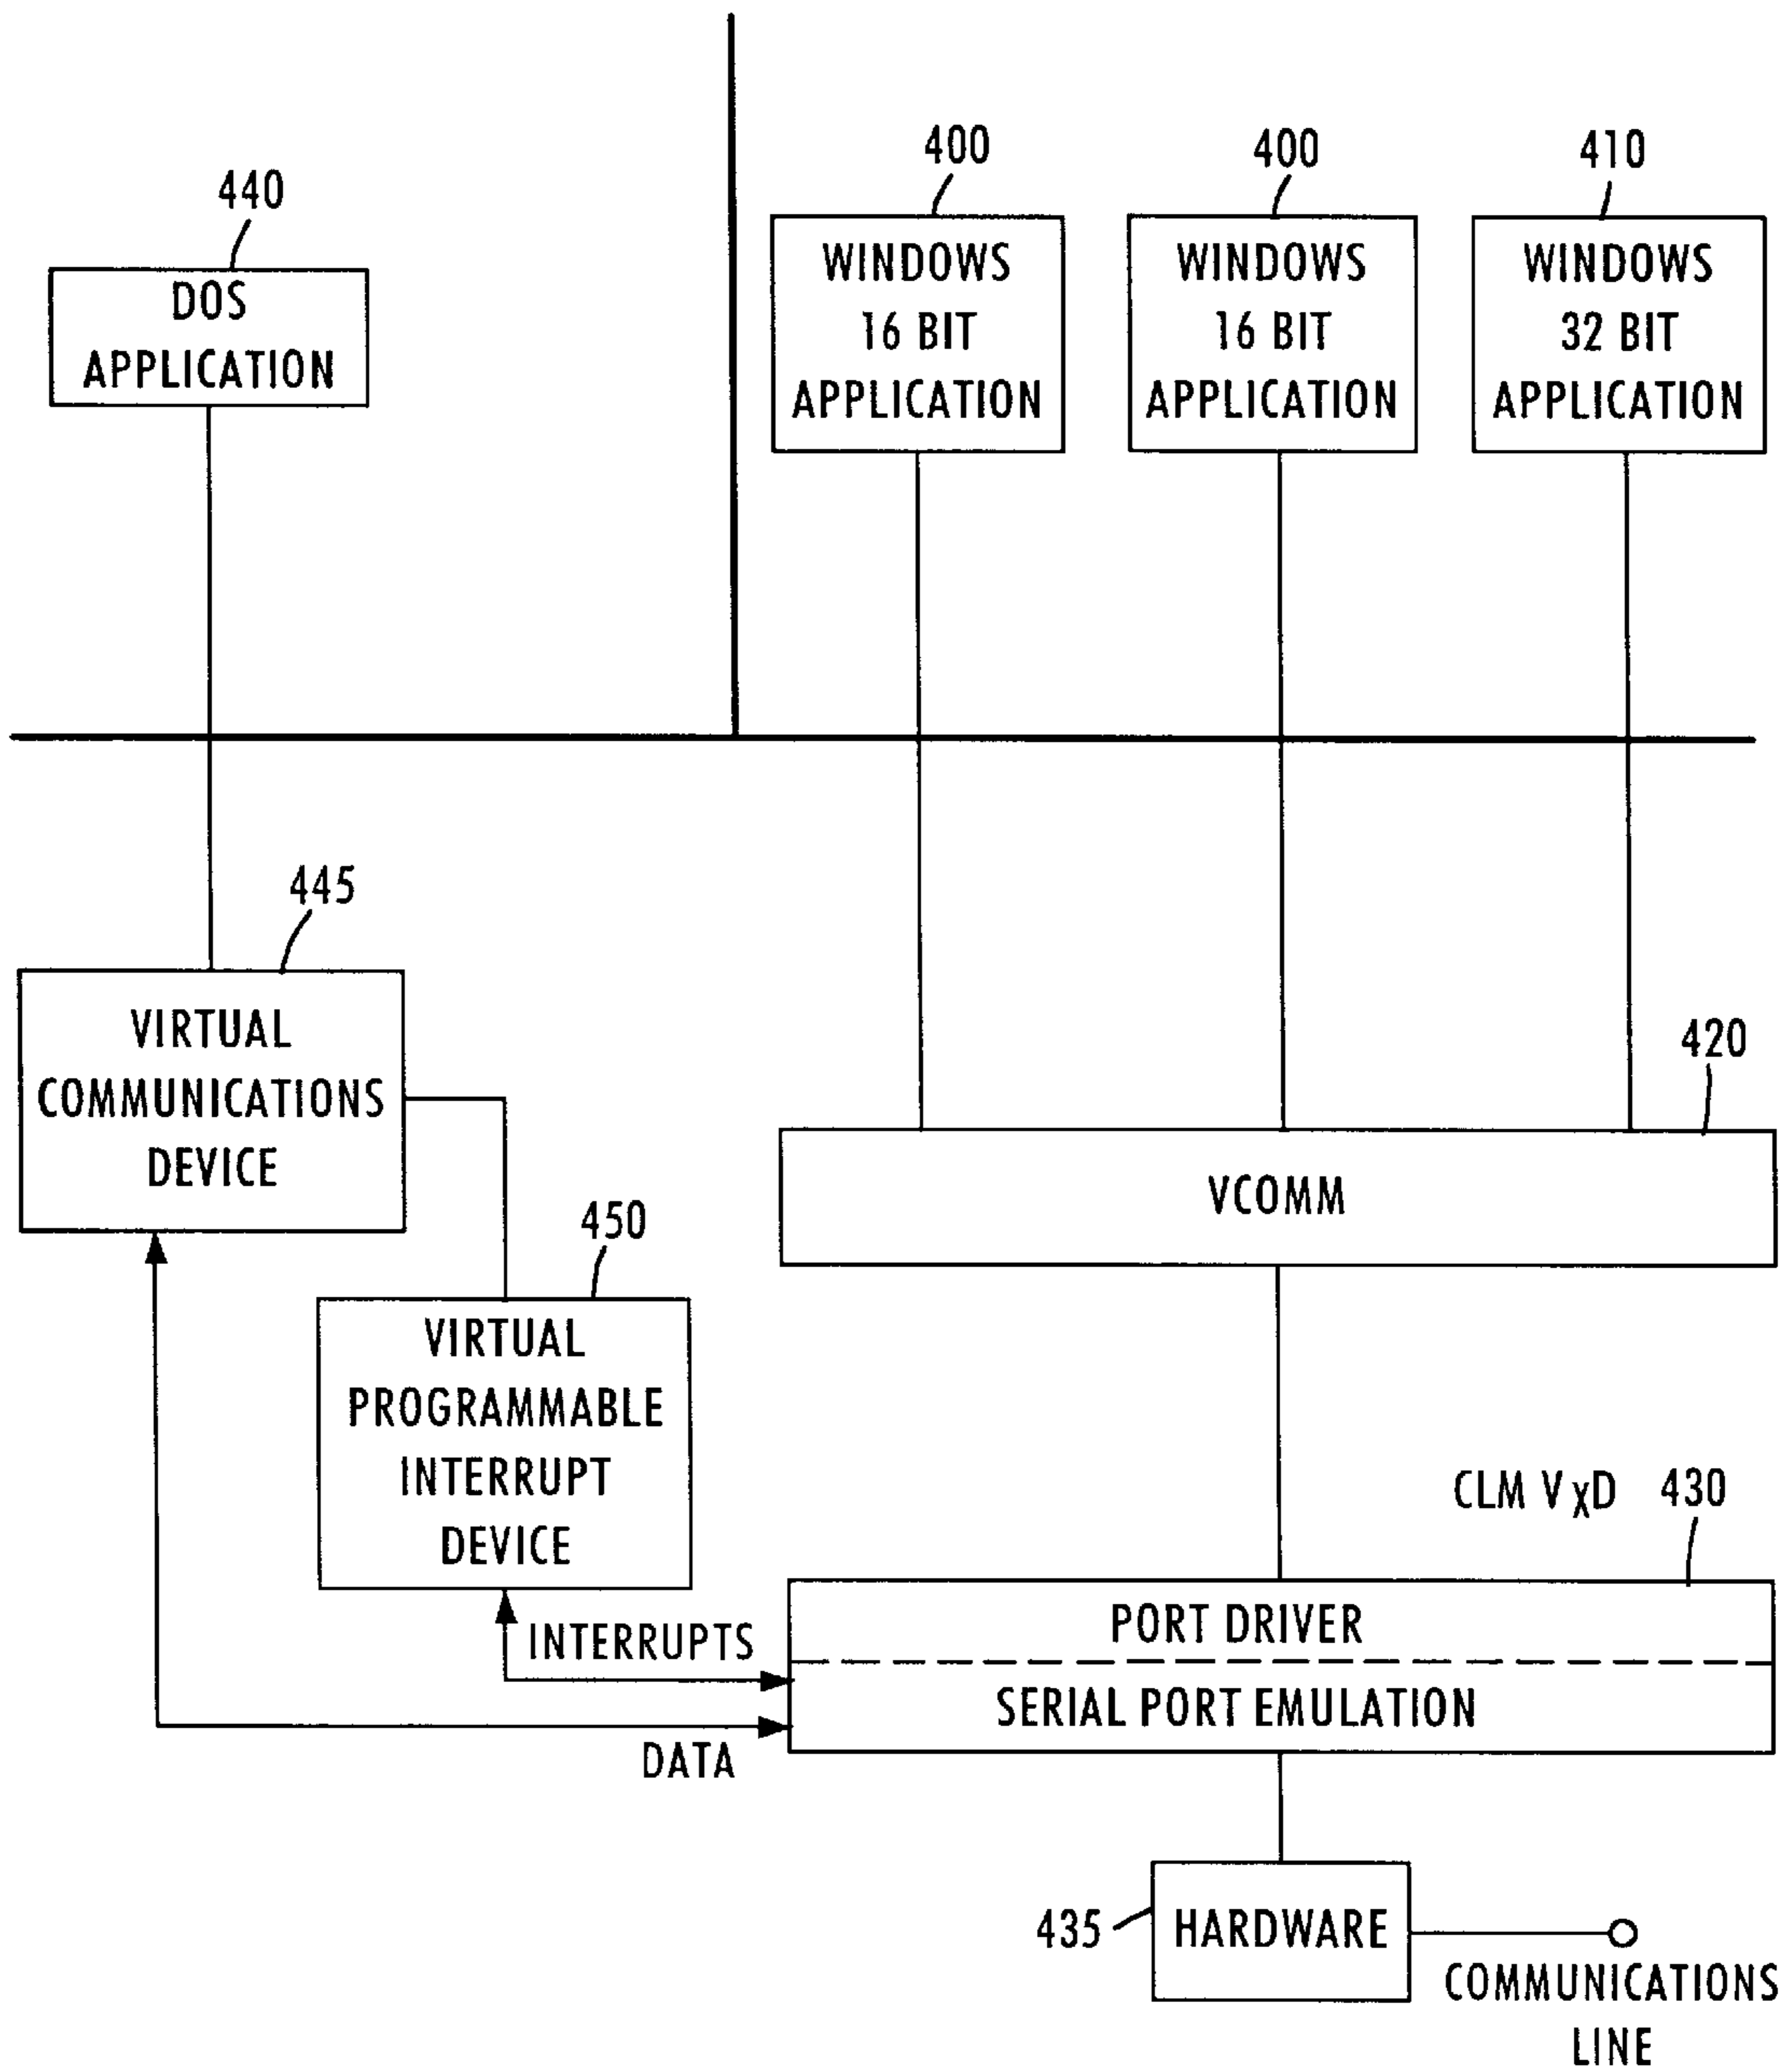 400
400
410
440
WINDOWS
16 BIT
APPLICATION
WINDOWS
16 BIT
APPLICATION
WINDOWS
32 BIT
APPLICATION
DOS
APPLICATION
445
VIRTUAL
COMMUNICATIONS
DEVICE
420
VCOMM
450
VIRTUAL
PROGRAMMABLE
INTERRUPT
DEVICE
CLM VXD 430
INTERRUPTS
PORT DRIVER
SERIAL PORT EMULATION
DATA
435
HARDWARE
COMMUNICATIONS
LINE